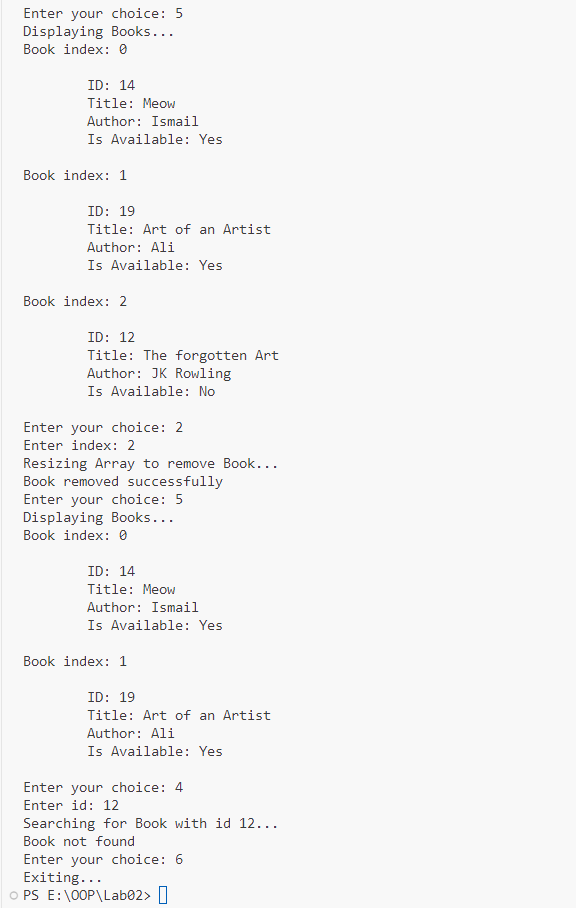 Enter your choice: 5
Displaying Books...
Book index: 0
ID: 14
Title: Meow
Author: Ismail
Is Available: Yes
Book index: 1
ID: 19
Title: Art of an Artist
Author: Ali
Is Available: Yes
Book index: 2
ID: 12
Title: The forgotten Art
Author: JK Rowling
Is Available: No
Enter your choice: 2
Enter index: 2
Resizing Array to remove Book...
Book removed successfully
Enter your choice: 5
Displaying Books...
Book index: 0
ID: 14
Title: Meow
Author: Ismail
Is Available: Yes
Book index: 1
ID: 19
Title: Art of an Artist
Author: Ali
Is Available: Yes
Enter your choice: 4
Enter id: 12
Searching for Book with id 12...
Book not found
Enter your choice: 6
Exiting...
PS E:\OOP\Lab02>